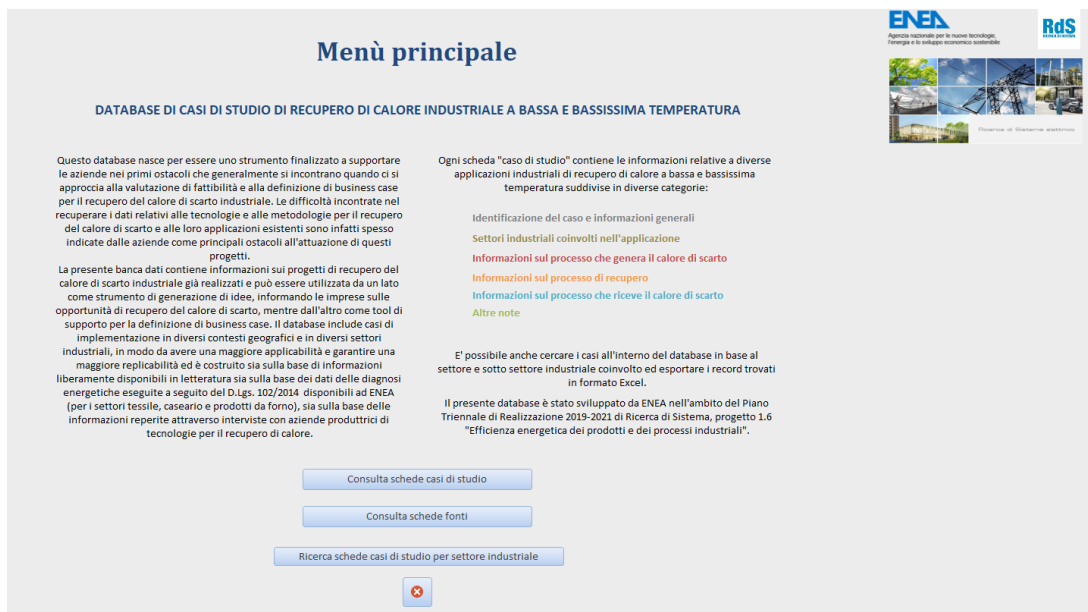 ENEA
Agenzia nazionale per le nuove tecnologie,
l'energia e lo sviluppo economico sostenibile
RdS
Ricerca di Sistema elettrico
Menù principale
DATABASE DI CASI DI STUDIO DI RECUPERO DI CALORE INDUSTRIALE A BASSA E BASSISSIMA TEMPERATURA
Questo database nasce per essere uno strumento finalizzato a supportare
le aziende nei primi ostacoli che generalmente si incontrano quando ci si
approccia alla valutazione di fattibilità e alla definizione di business case
per il recupero del calore di scarto industriale. Le difficoltà incontrate nel
recuperare i dati relativi alle tecnologie e alle metodologie per il recupero
del calore di scarto e alle loro applicazioni esistenti sono infatti spesso
indicate dalle aziende come principali ostacoli all'attuazione di questi
progetti.
La presente banca dati contiene informazioni sui progetti di recupero del
calore di scarto industriale già realizzati e può essere utilizzata da un lato
come strumento di generazione di idee, informando le imprese sulle
opportunità di recupero del calore di scarto, mentre dall'altro come tool di
supporto per la definizione di business case. Il database include casi di
implementazione in diversi contesti geografici e in diversi settori
industriali, in modo da avere una maggiore applicabilità e garantire una
maggiore replicabilità ed è costruito sia sulla base di informazioni
liberamente disponibili in letteratura sia sulla base dei dati delle diagnosi
energetiche eseguite a seguito del D.Lgs. 102/2014 disponibili ad ENEA
(per i settori tessile, caseario e prodotti da forno), sia sulla base delle
informazioni reperite attraverso interviste con aziende produttrici di
tecnologie per il recupero di calore.
Ogni scheda "caso di studio" contiene le informazioni relative a diverse
applicazioni industriali di recupero di calore a bassa e bassissima
temperatura suddivise in diverse categorie:
Identificazione del caso e informazioni generali
Settori industriali coinvolti nell'applicazione
Informazioni sul processo che genera il calore di scarto
Informazioni sul processo di recupero
Informazioni sul processo che riceve il calore di scarto
Altre note
E' possibile anche cercare i casi all'interno del database in base al
settore e sotto settore industriale coinvolto ed esportare i record trovati
in formato Excel.
Il presente database è stato sviluppato da ENEA nell'ambito del Piano
Triennale di Realizzazione 2019-2021 di Ricerca di Sistema, progetto 1.6
"Efficienza energetica dei prodotti e dei processi industriali".
Consulta schede casi di studio
Consulta schede fonti
Ricerca schede casi di studio per settore industriale